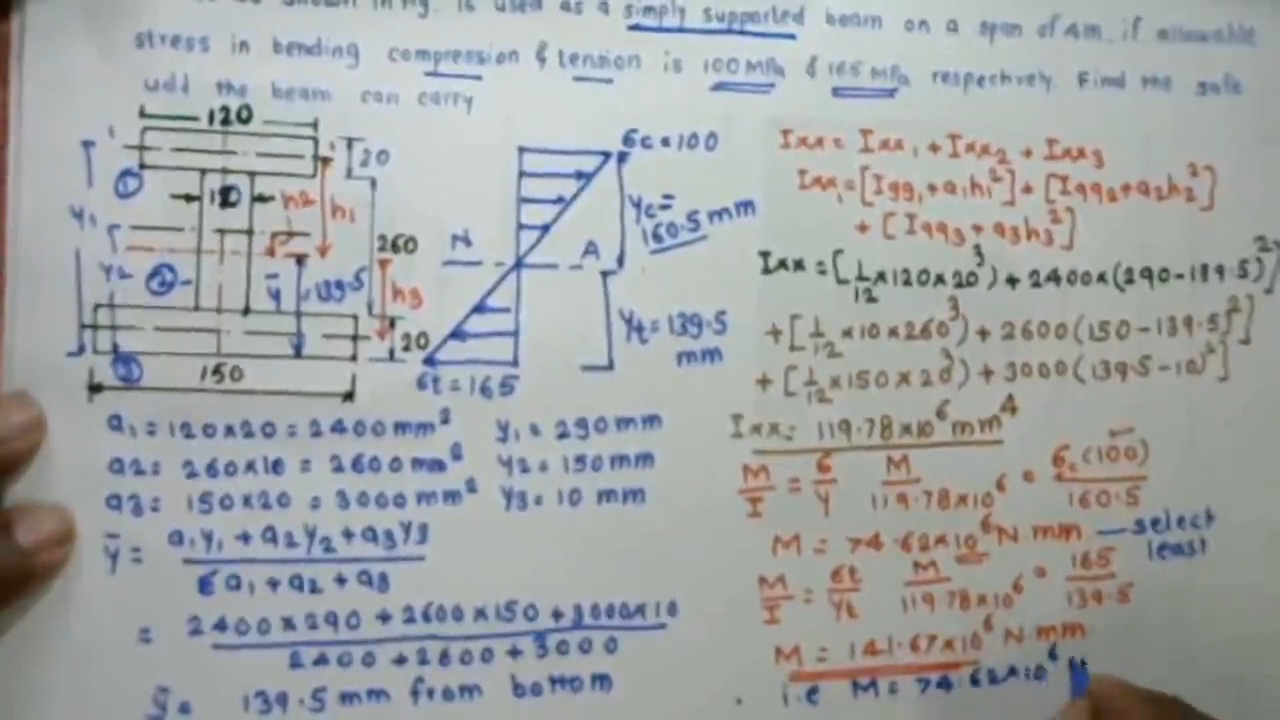 is used as a simply supported beam on a span of 4m. if allowable
stress in bending compression & tension is 100 MPa & 165 MPa respectively. Find the safe
udl the beam can carry
120
20
1
10
h2
h1
y1
y2
260
2
ȳ
139.5
h3
20
3
150
σc = 100
yc = 160.5 mm
N
A
yt = 139.5 mm
σt = 165
a1 = 120×20 = 2400 mm² y1 = 290 mm
a2 = 260×10 = 2600 mm² y2 = 150 mm
a3 = 150×20 = 3000 mm² y3 = 10 mm
ȳ = a1y1 + a2y2 + a3y3
a1 + a2 + a3
= 2400×290 + 2600×150 + 3000×10
2400 + 2600 + 3000
ȳ = 139.5 mm from bottom
Ixx = Ixx1 + Ixx2 + Ixx3
Ixx = [Igg1 + a1h1²] + [Igg2 + a2h2²]
+ [Igg3 + a3h3²]
Ixx = [1/12 ×120×20³) + 2400×(290-139.5)²]
+ [1/12 ×10×260³) + 2600(150-139.5)²]
+ [1/12 ×150×20³) + 3000(139.5-10)²]
Ixx = 119.78×10⁶ mm⁴
M/I = σ/y M/119.78×10⁶ = σc(100)/160.5
M = 74.62×10⁶ N.mm — select least
M/I = σt/yt M/119.78×10⁶ = 165/139.5
M = 141.67×10⁶ N.mm
i.e M = 74.62×10⁶